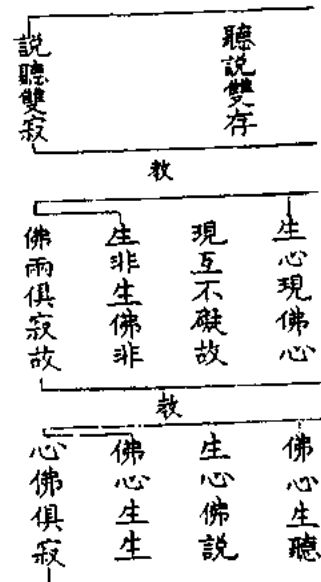 聽說雙存
說聽雙寂
教
生心現佛心
現互不礙故
生非生佛非
佛兩俱寂故
教
佛心生聽
生心佛說
佛心生生
心佛俱寂